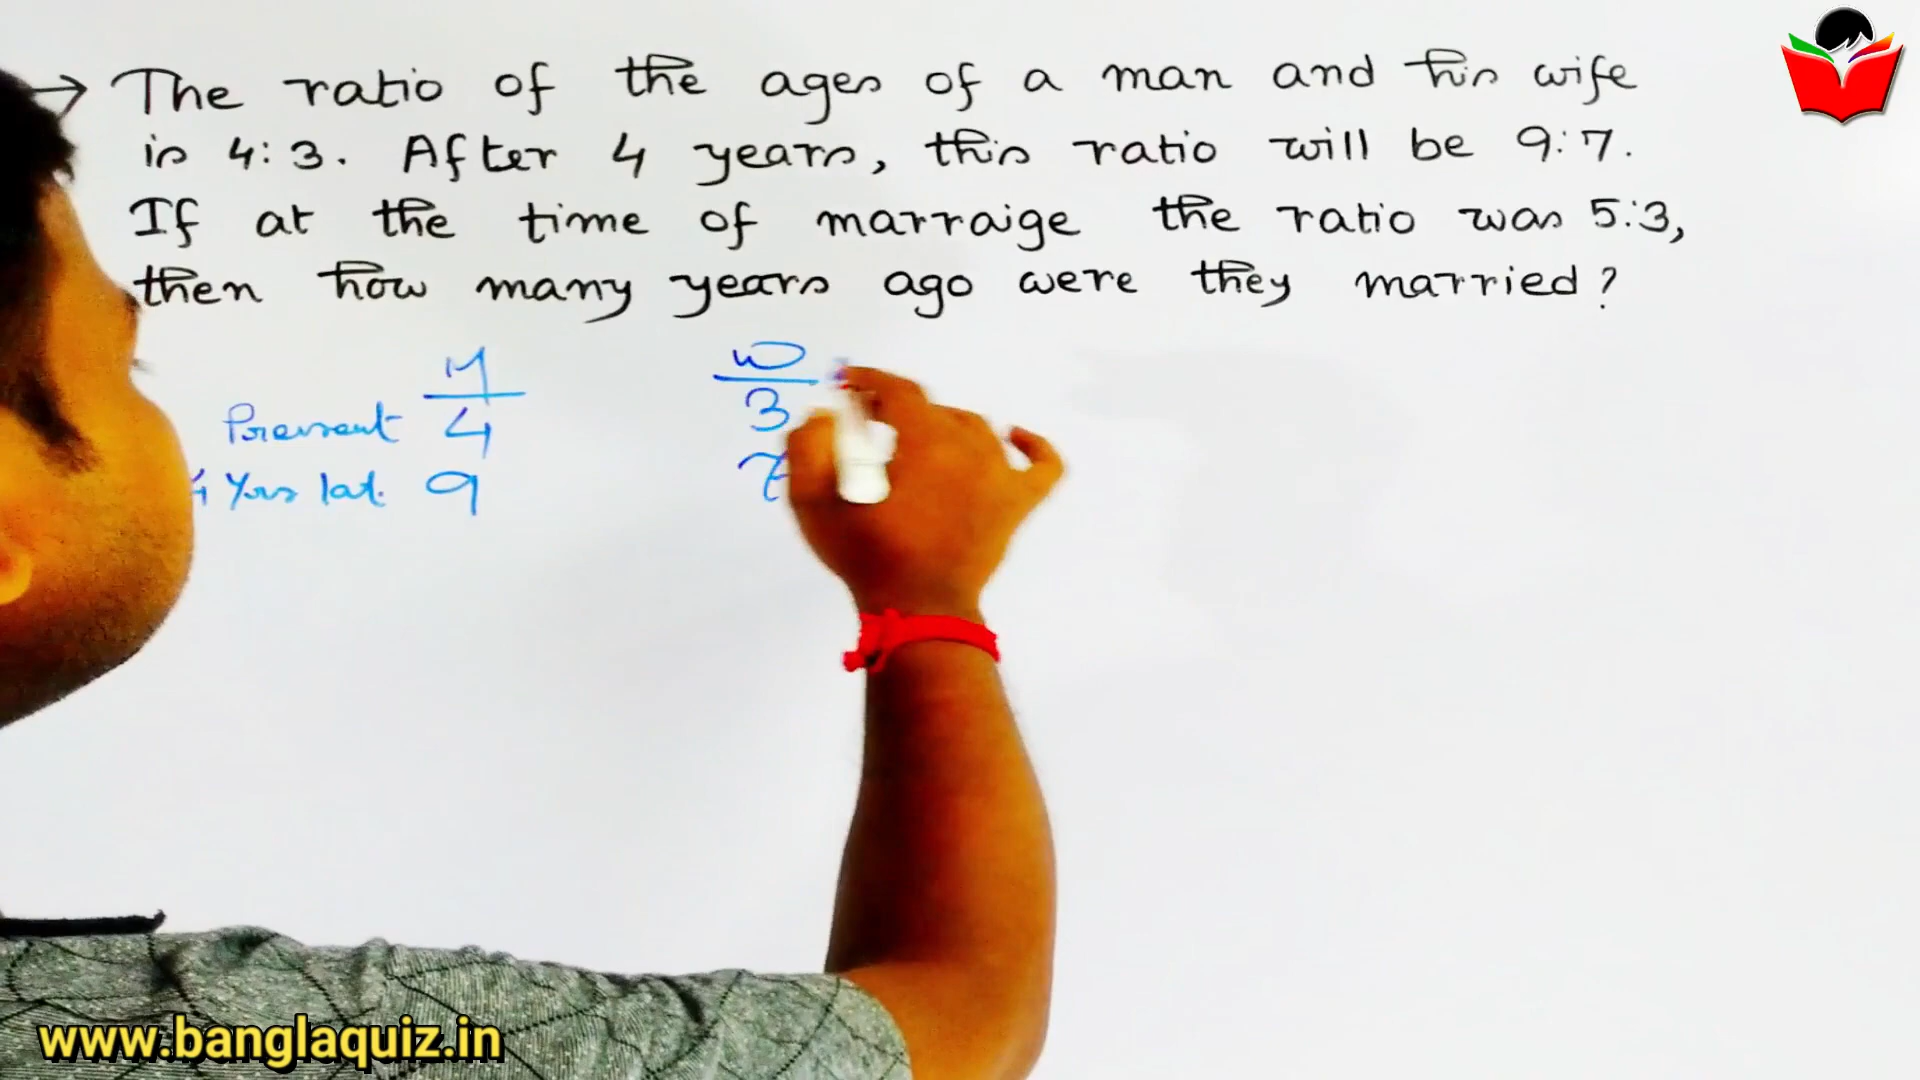 → The ratio of the ages of a man and his wife
is 4:3. After 4 years, this ratio will be 9:7.
If at the time of marraige the ratio was 5:3,
then how many years ago were they married?
M W
Present 4 3
4 Yrs lat. 9 7
www.banglaquiz.in